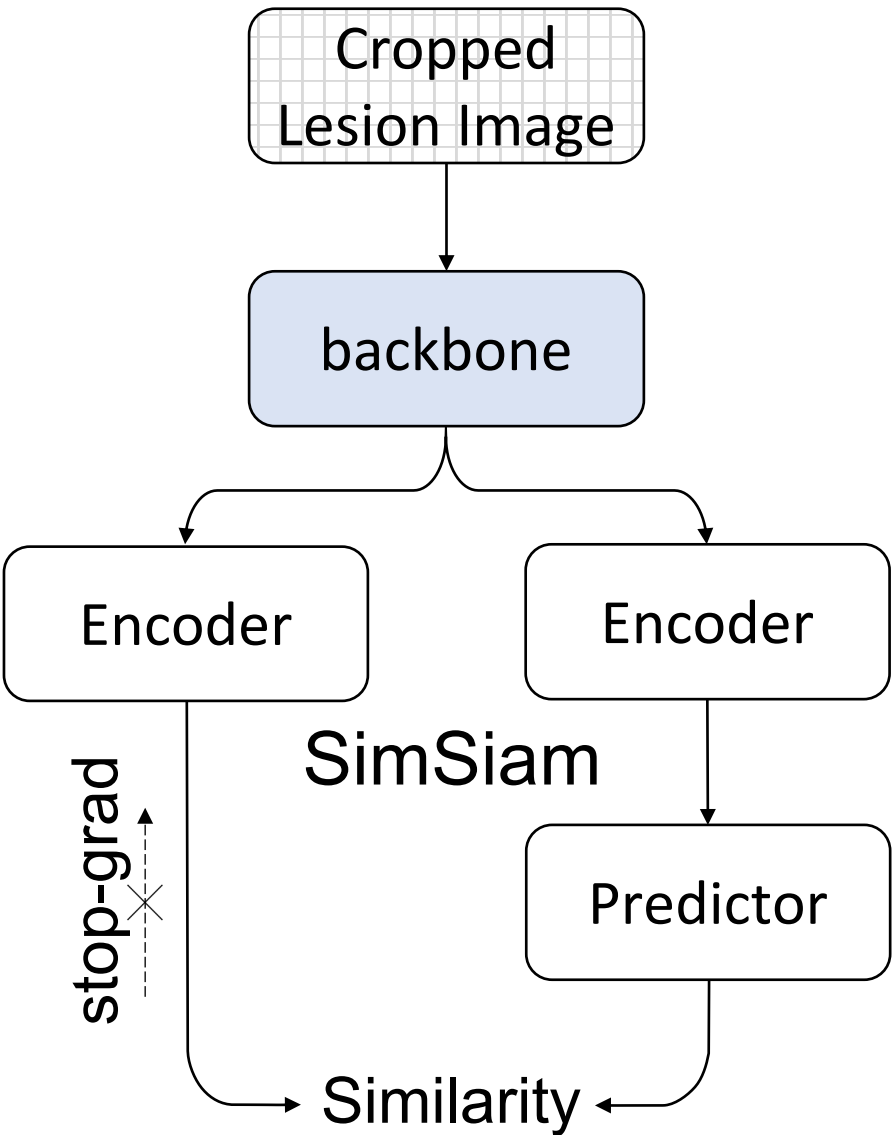 Cropped
Lesion Image
backbone
Encoder
Encoder
SimSiam
stop-grad
Predictor
Similarity